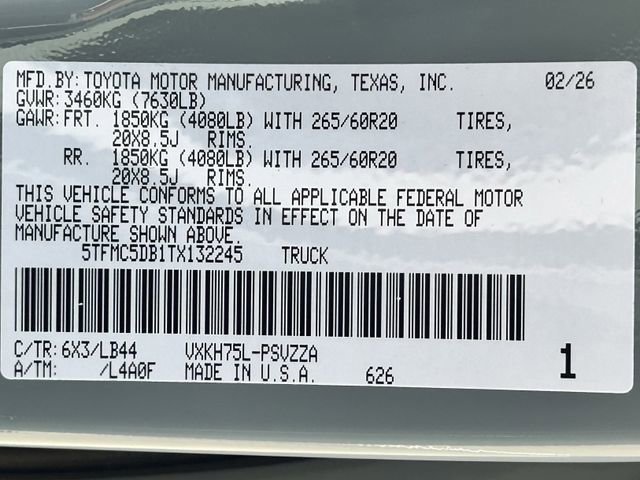 MFD.BY:TOYOTA MOTOR MANUFACTURING, TEXAS, INC. 02/26
GVWR:3460KG (7630LB)
GAWR:FRT. 1850KG (4080LB) WITH 265/60R20 TIRES,
20X8.5J RIMS.
RR. 1850KG (4080LB) WITH 265/60R20 TIRES,
20X8.5J RIMS.
THIS VEHICLE CONFORMS TO ALL APPLICABLE FEDERAL MOTOR
VEHICLE SAFETY STANDARDS IN EFFECT ON THE DATE OF
MANUFACTURE SHOWN ABOVE.
5TFMC5DB1TX132245 TRUCK
C/TR:6X3/LB44 VXKH75L-PSVZZA
A/TM: /L4A0F MADE IN U.S.A. 626 1